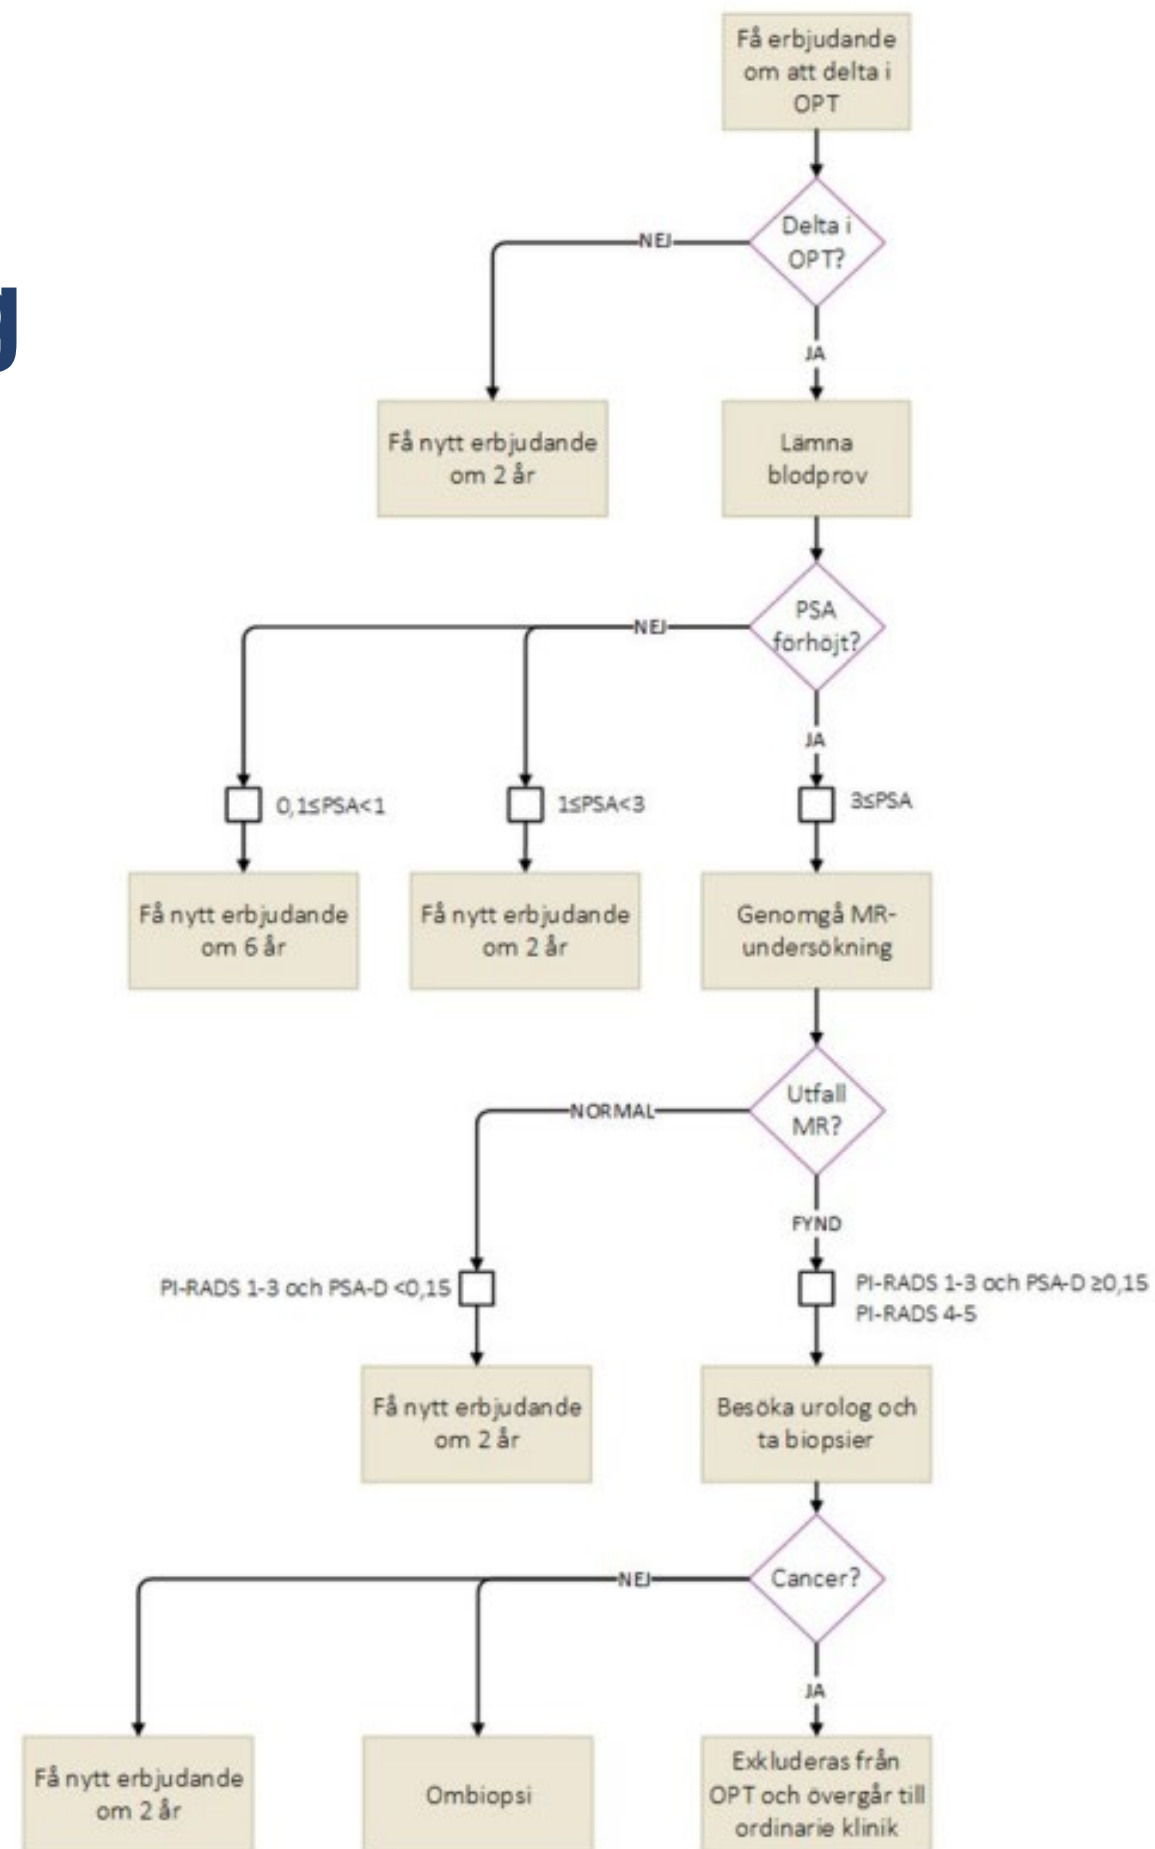 Få erbjudande
om att delta i
OPT
Delta i
OPT?
NEJ
JA
g
Få nytt erbjudande
om 2 år
Lämna
blodprov
PSA
förhöjt?
NEJ
JA
0,1≤PSA<1
1≤PSA<3
3≤PSA
Få nytt erbjudande
om 6 år
Få nytt erbjudande
om 2 år
Genomgå MR-
undersökning
Utfall
MR?
NORMAL
FYND
PI-RADS 1-3 och PSA-D <0,15
PI-RADS 1-3 och PSA-D ≥0,15
PI-RADS 4-5
Få nytt erbjudande
om 2 år
Besöka urolog och
ta biopsier
Cancer?
NEJ
JA
Få nytt erbjudande
om 2 år
Ombiopsi
Exkluderas från
OPT och övergår till
ordinarie klinik